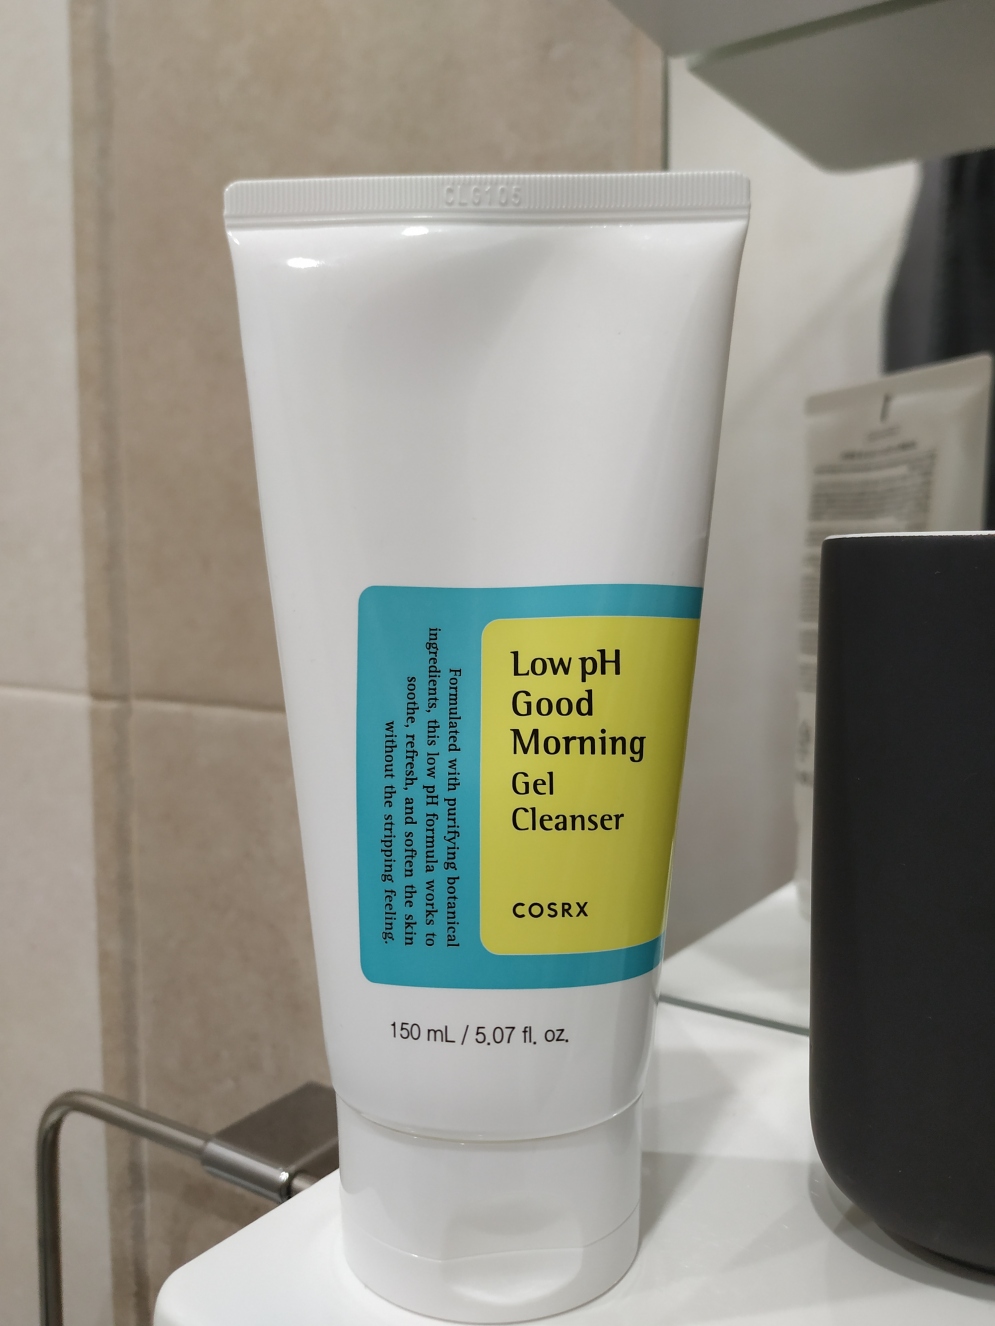 CLG105
Formulated with purifying botanical
ingredients, this low pH formula works to
soothe, refresh, and soften the skin
without the stripping feeling.
Low pH
Good
Morning
Gel
Cleanser
COSRX
150 mL / 5.07 fl. oz.